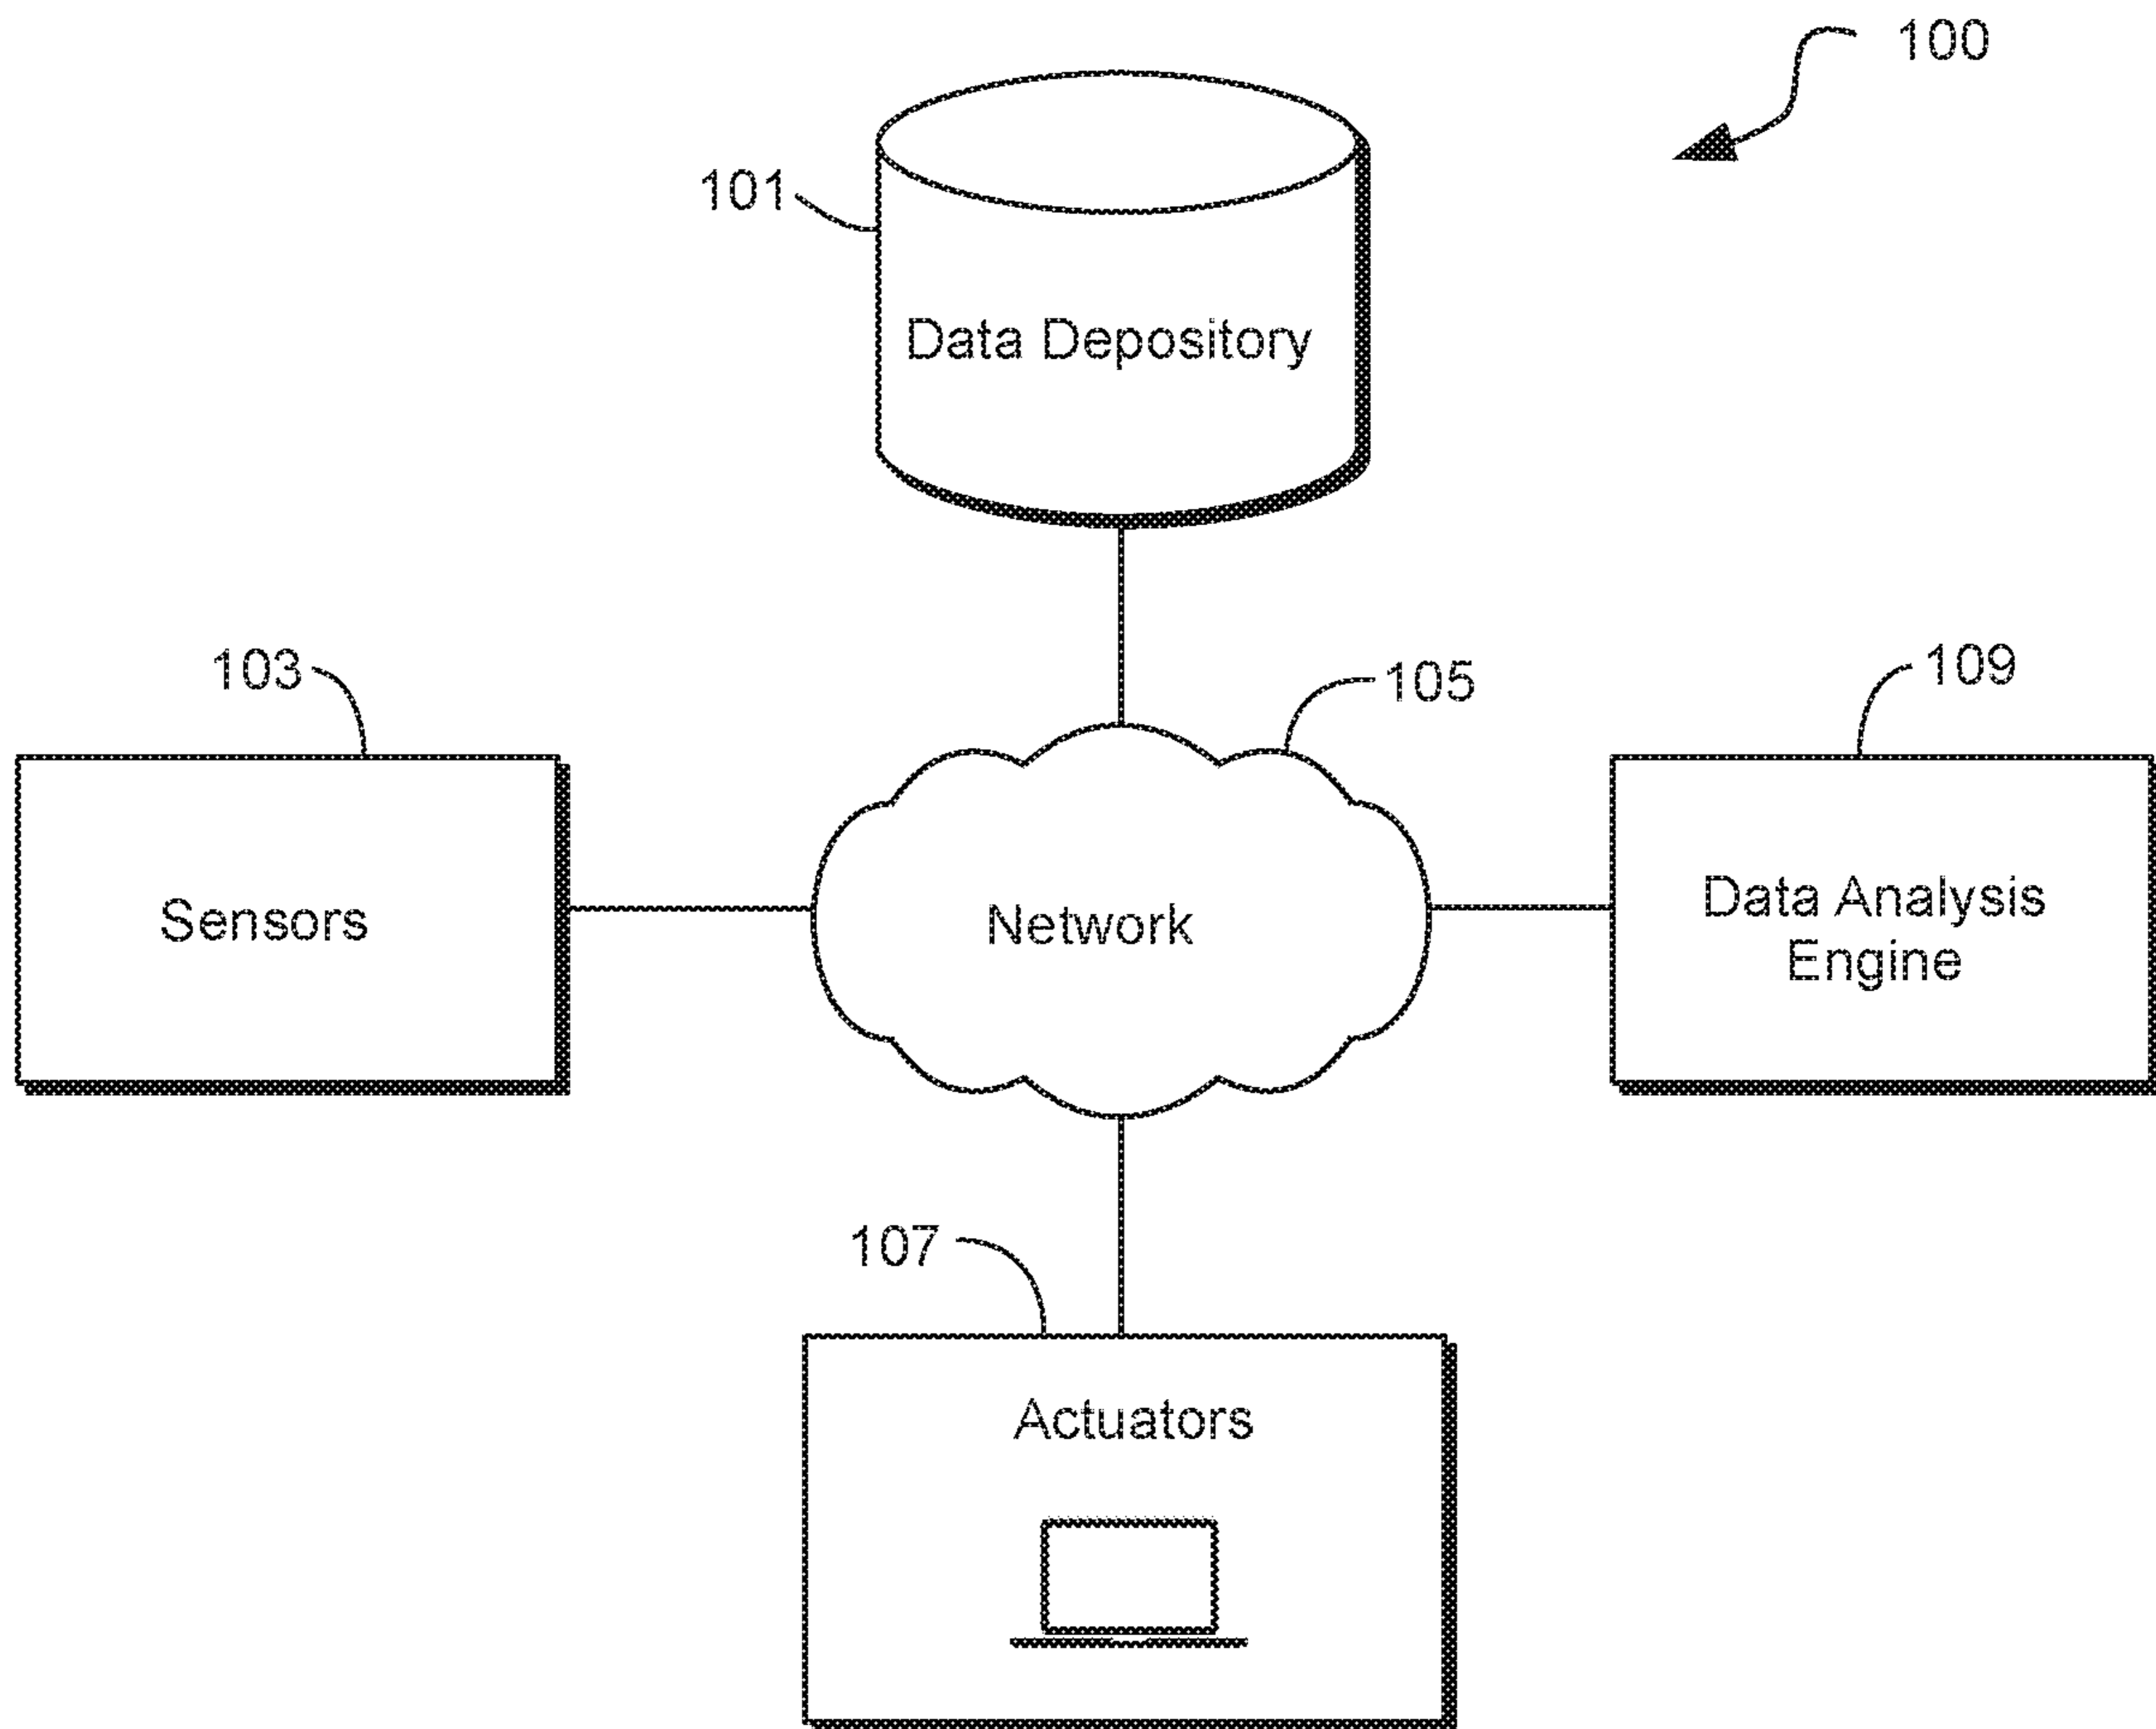 100
101
Data Depository
103
105
109
Sensors
Network
Data Analysis
Engine
107
Actuators